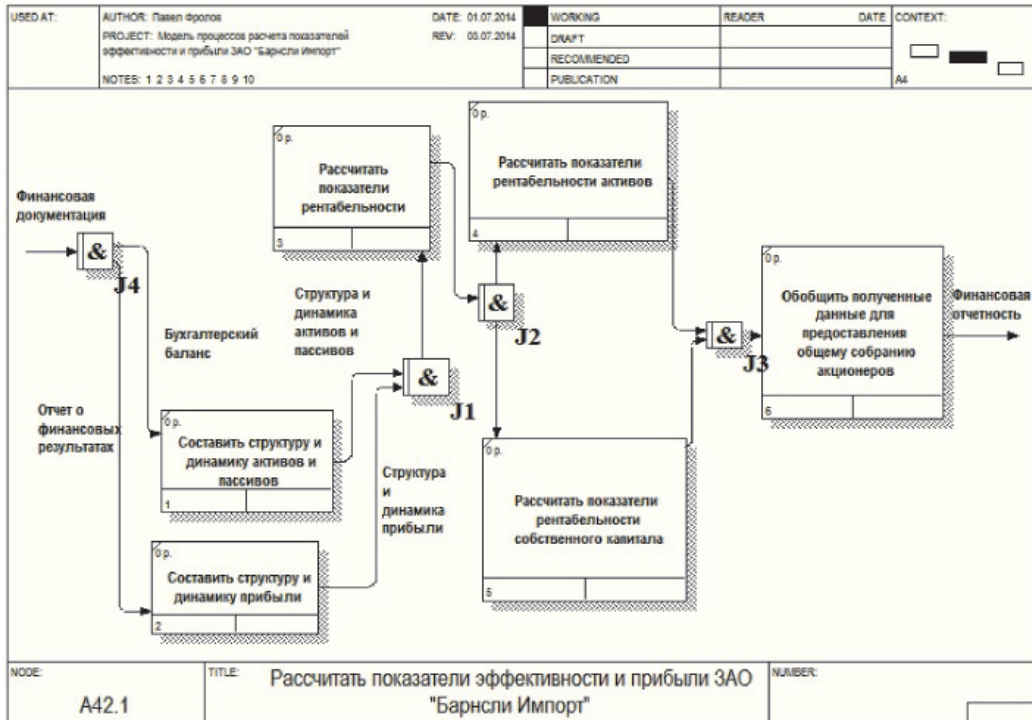 USED AT:
AUTHOR: Павел Фролов
DATE: 01.07.2014
PROJECT: Модель процессов расчета показателей
REV: 03.07.2014
эффективности и прибыли ЗАО "Барнсли Импорт"
NOTES: 1 2 3 4 5 6 7 8 9 10
WORKING
DRAFT
RECOMMENDED
PUBLICATION
READER
DATE
CONTEXT:
A4
Финансовая
документация
&
J4
0 р.
Рассчитать
показатели
рентабельности
3
0 р.
Рассчитать показатели
рентабельности активов
4
Бухгалтерский
баланс
Структура и
динамика
активов и
пассивов
&
J2
&
J1
&
J3
0 р.
Обобщить полученные
данные для
предоставления
общему собранию
акционеров
6
Финансовая
отчетность
Отчет о
финансовых
результатах
0 р.
Составить структуру и
динамику активов и
пассивов
1
Структура
и
динамика
прибыли
0 р.
Рассчитать показатели
рентабельности
собственного капитала
5
0 р.
Составить структуру и
динамику прибыли
2
NODE:
A42.1
TITLE:
Рассчитать показатели эффективности и прибыли ЗАО
"Барнсли Импорт"
NUMBER: